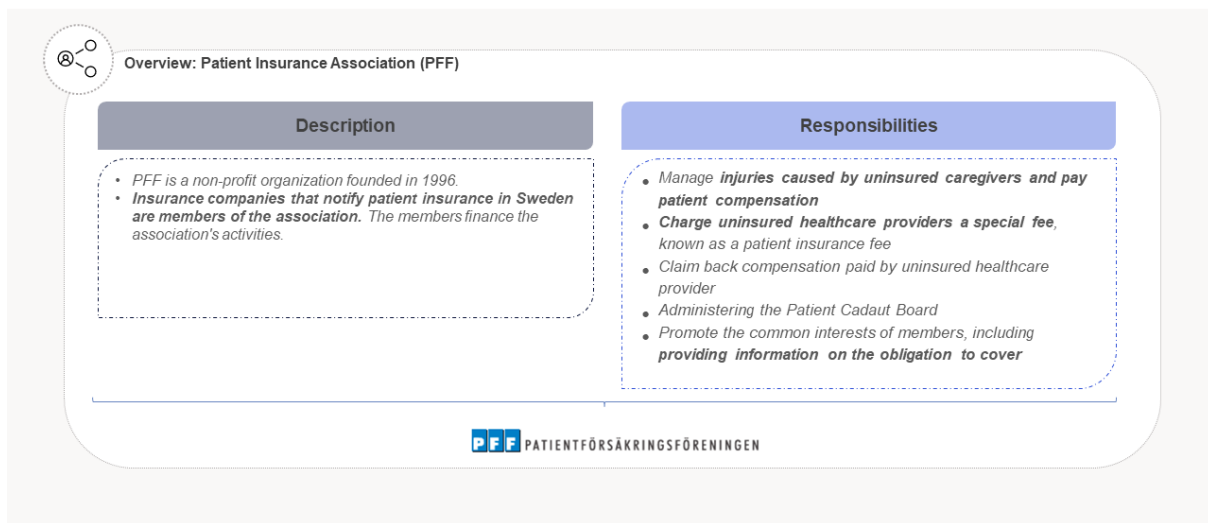 Overview: Patient Insurance Association (PFF)
Description
• PFF is a non-profit organization founded in 1996.
• Insurance companies that notify patient insurance in Sweden
are members of the association. The members finance the
association's activities.
Responsibilities
• Manage injuries caused by uninsured caregivers and pay
patient compensation
• Charge uninsured healthcare providers a special fee,
known as a patient insurance fee
• Claim back compensation paid by uninsured healthcare
provider
• Administering the Patient Cadaut Board
• Promote the common interests of members, including
providing information on the obligation to cover
PFF PATIENTFÖRSÄKRINGSFÖRENINGEN